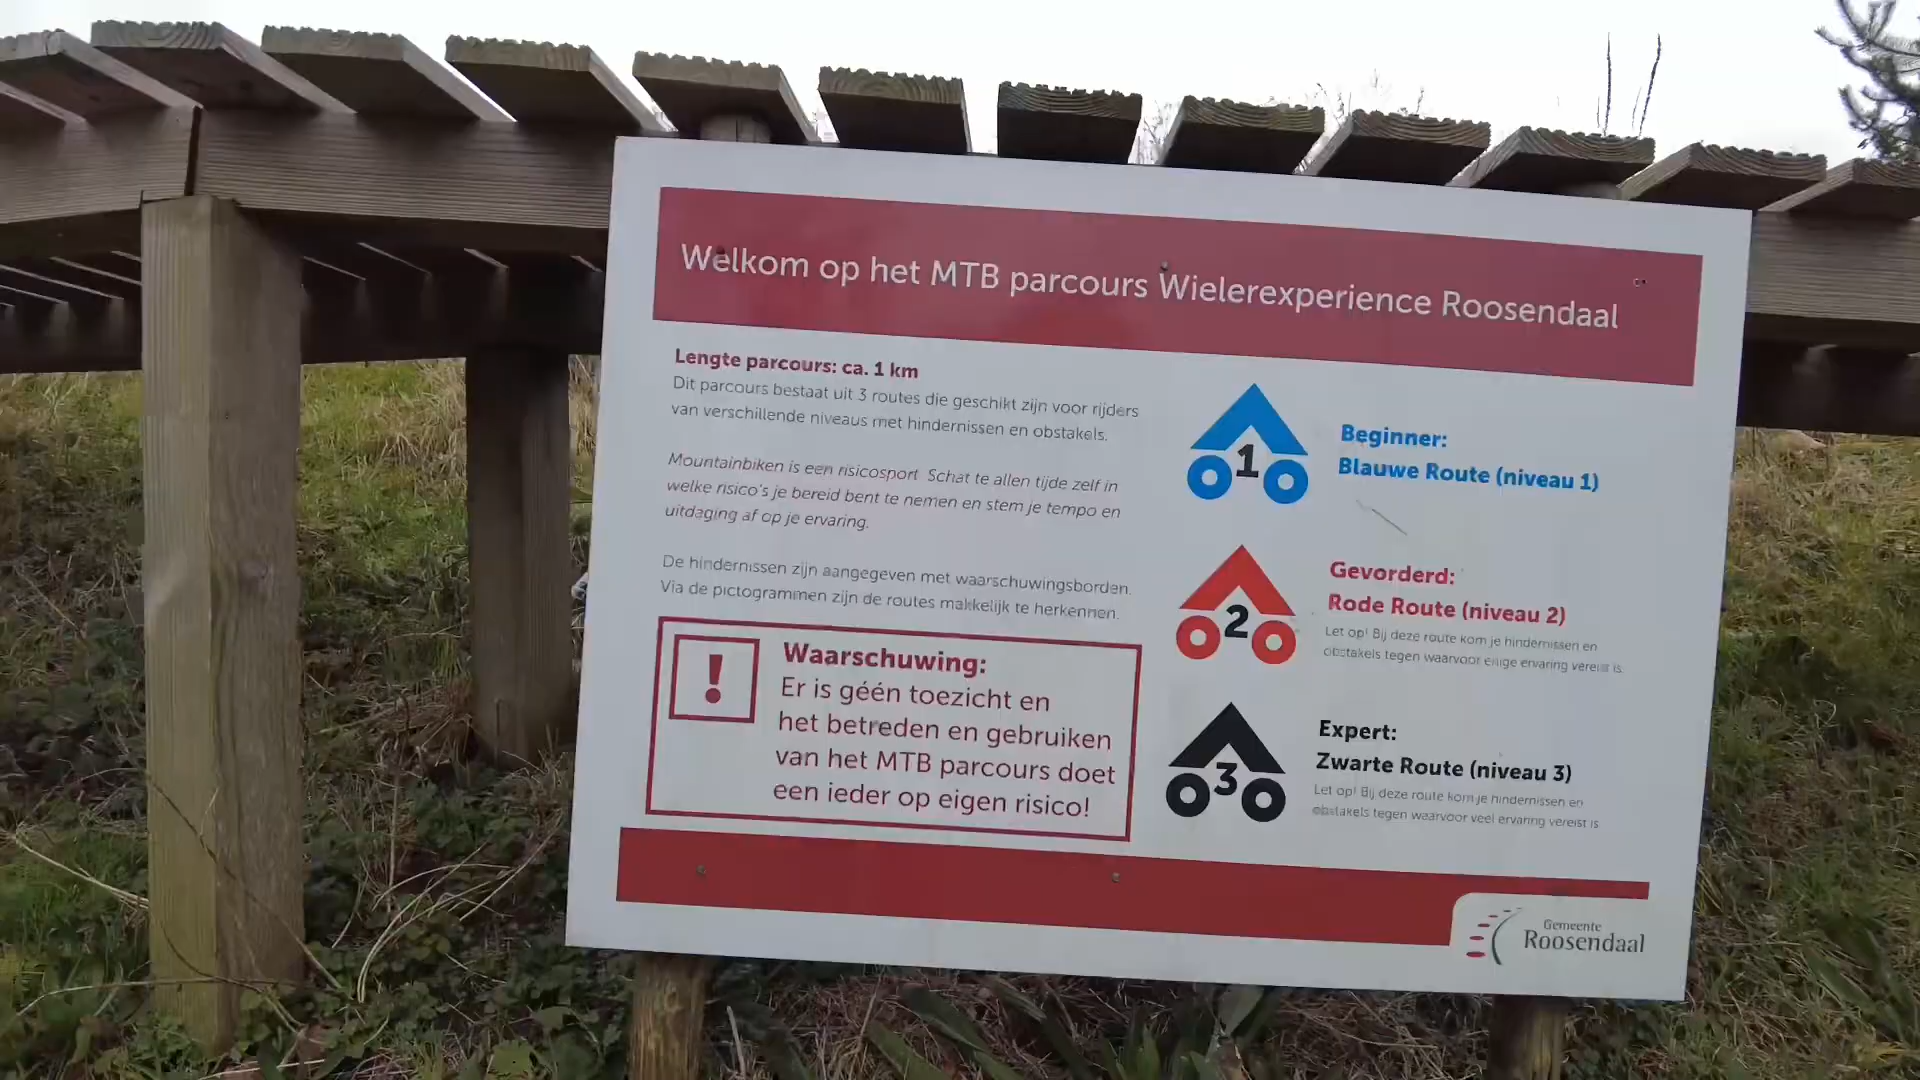 Welkom op het MTB parcours Wielerexperience Roosendaal
Lengte parcours: ca. 1 km
Dit parcours bestaat uit 3 routes die geschikt zijn voor rijders
van verschillende niveaus met hindernissen en obstakels.
Mountainbiken is een risicosport. Schat te allen tijde zelf in
welke risico's je bereid bent te nemen en stem je tempo en
uitdaging af op je ervaring.
De hindernissen zijn aangegeven met waarschuwingsborden.
Via de pictogrammen zijn de routes makkelijk te herkennen.
!
Waarschuwing:
Er is géén toezicht en
het betreden en gebruiken
van het MTB parcours doet
een ieder op eigen risico!
1
Beginner:
Blauwe Route (niveau 1)
2
Gevorderd:
Rode Route (niveau 2)
Let op! Bij deze route kom je hindernissen en
obstakels tegen waarvoor enige ervaring vereist is
3
Expert:
Zwarte Route (niveau 3)
Let op! Bij deze route kom je hindernissen en
obstakels tegen waarvoor veel ervaring vereist is
Gemeente
Roosendaal